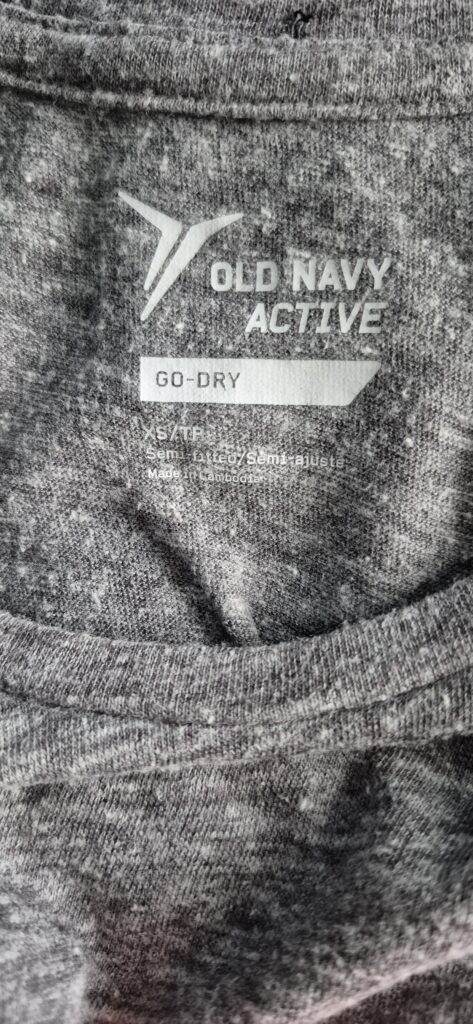 OLD NAVY
ACTIVE
GO-DRY
XS/TP
Semi-fitted/Semi-ajusté
Made in Cambodia